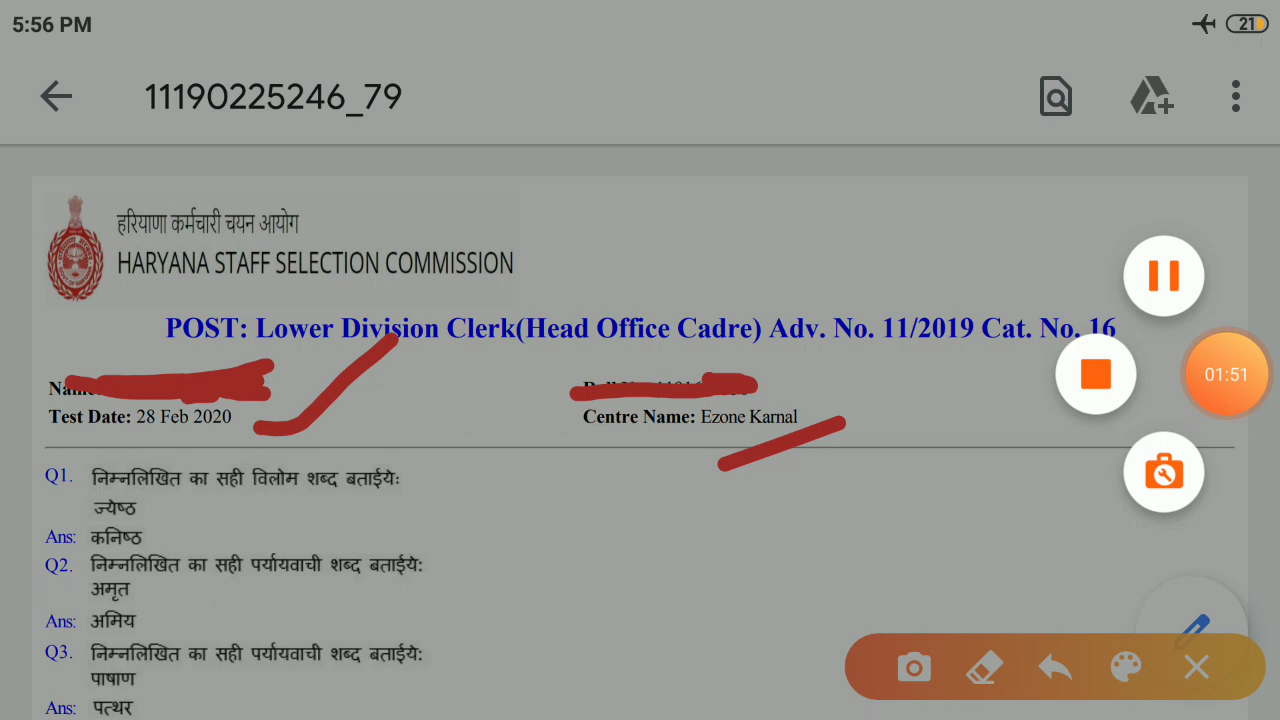 5:56 PM
21
11190225246_79
हरियाणा कर्मचारी चयन आयोग
HARYANA STAFF SELECTION COMMISSION
POST: Lower Division Clerk(Head Office Cadre) Adv. No. 11/2019 Cat. No. 16
Test Date: 28 Feb 2020
Centre Name: Ezone Karnal
01:51
Q1. निम्नलिखित का सही विलोम शब्द बताईयेः
ज्येष्ठ
Ans: कनिष्ठ
Q2. निम्नलिखित का सही पर्यायवाची शब्द बताईये:
अमृत
Ans: अमिय
Q3. निम्नलिखित का सही पर्यायवाची शब्द बताईये:
पाषाण
Ans: पत्थर